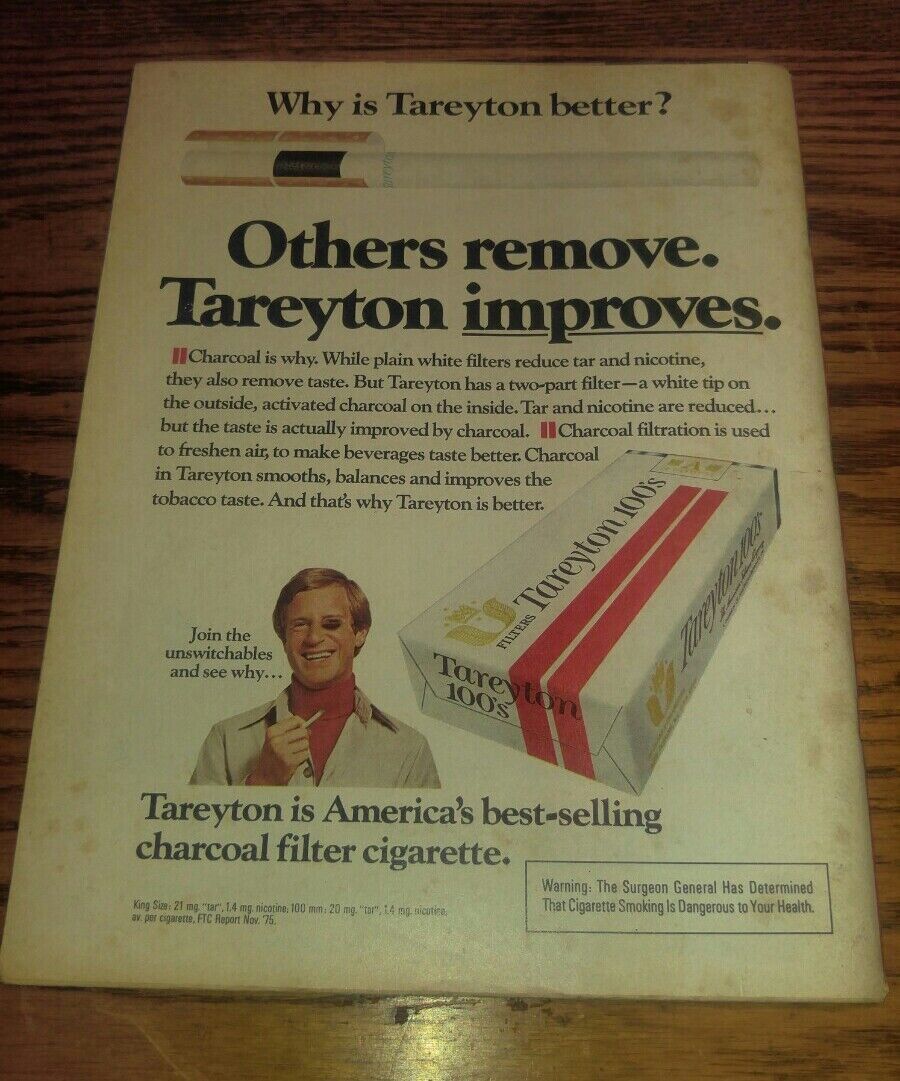 Why is Tareyton better?
Others remove.
Tareyton improves.
Charcoal is why. While plain white filters reduce tar and nicotine,
they also remove taste. But Tareyton has a two-part filter—a white tip on
the outside, activated charcoal on the inside. Tar and nicotine are reduced...
but the taste is actually improved by charcoal. Charcoal filtration is used
to freshen air, to make beverages taste better. Charcoal
in Tareyton smooths, balances and improves the
tobacco taste. And that's why Tareyton is better.
FILTERS Tareyton 100's
Tareyton 100's
Tareyton
100's
Join the
unswitchables
and see why...
Tareyton is America's best-selling
charcoal filter cigarette.
King Size: 21 mg. "tar", 1.4 mg. nicotine; 100 mm: 20 mg. "tar", 1.4 mg. nicotine,
av. per cigarette, FTC Report Nov. '75.
Warning: The Surgeon General Has Determined
That Cigarette Smoking Is Dangerous to Your Health.